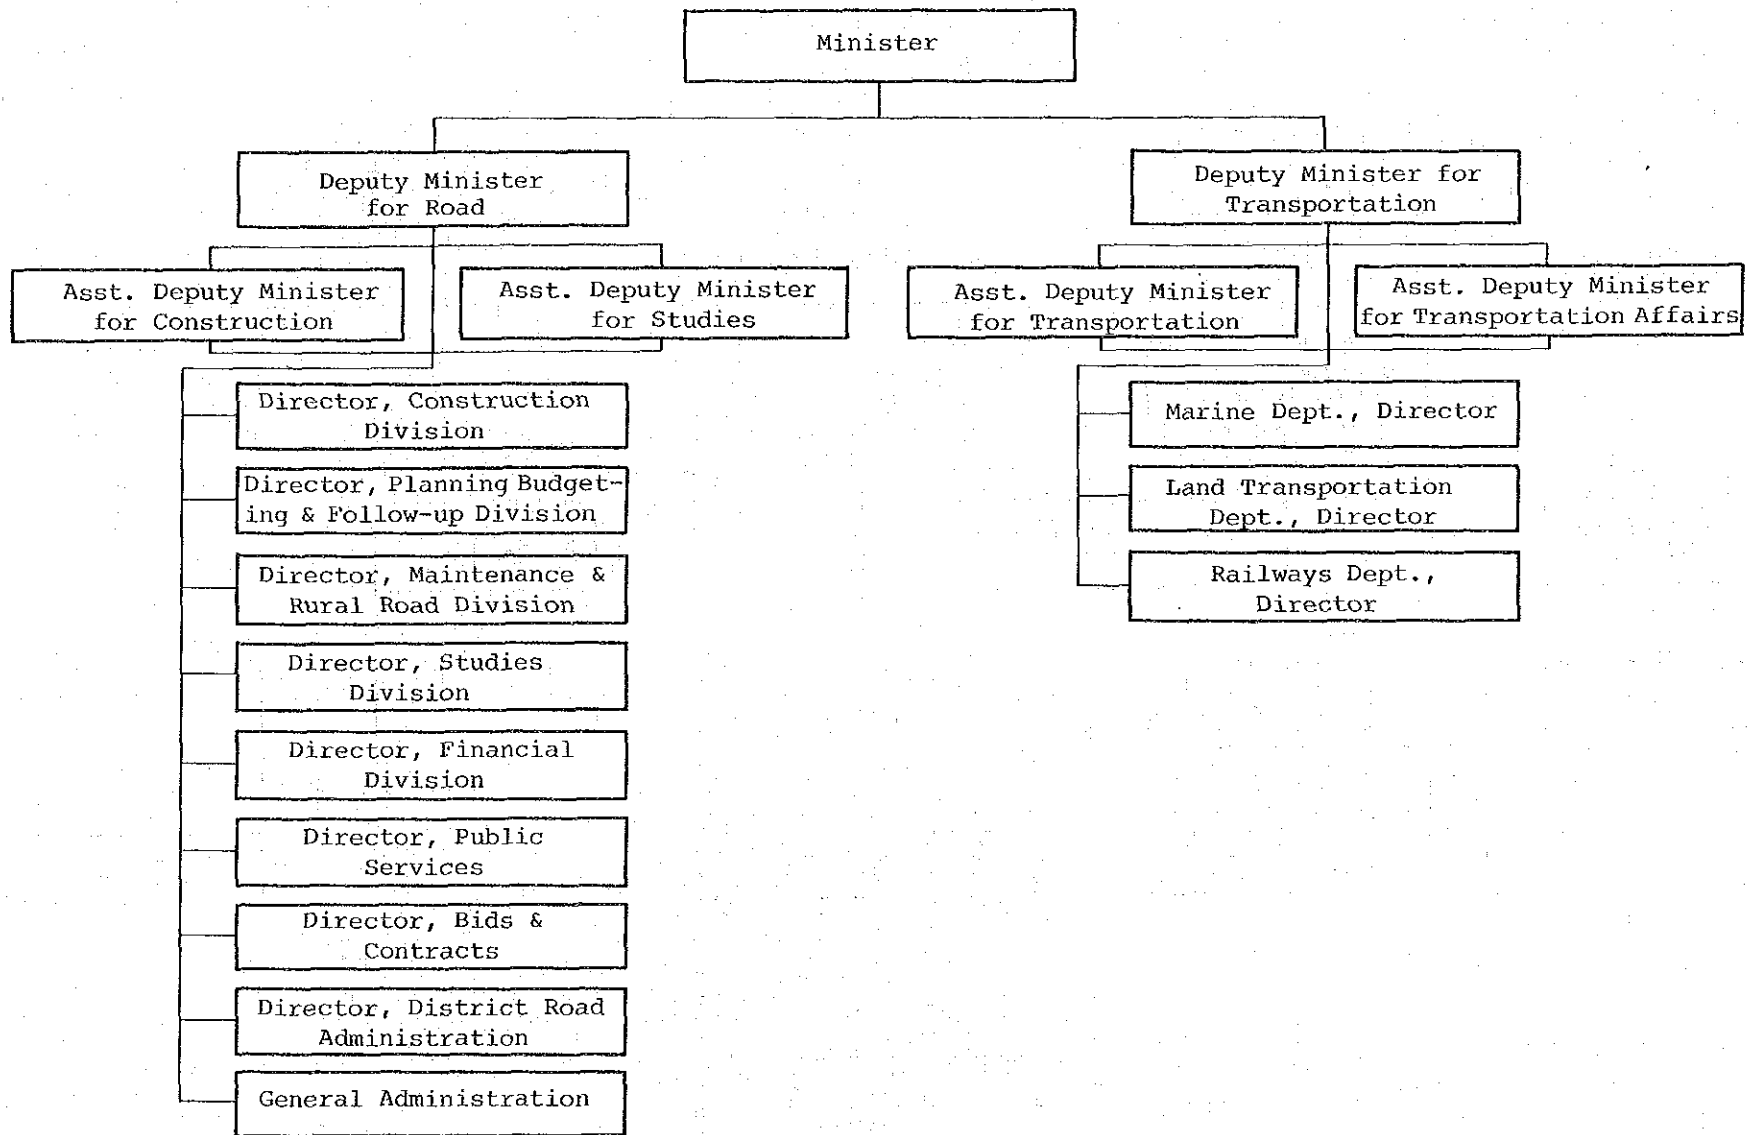 Minister
Deputy Minister
for Road
Deputy Minister for
Transportation
Asst. Deputy Minister
for Construction
Asst. Deputy Minister
for Studies
Asst. Deputy Minister
for Transportation
Asst. Deputy Minister
for Transportation Affairs
Director, Construction
Division
Director, Planning Budget-
ing & Follow-up Division
Director, Maintenance &
Rural Road Division
Director, Studies
Division
Director, Financial
Division
Director, Public
Services
Director, Bids &
Contracts
Director, District Road
Administration
General Administration
Marine Dept., Director
Land Transportation
Dept., Director
Railways Dept.,
Director